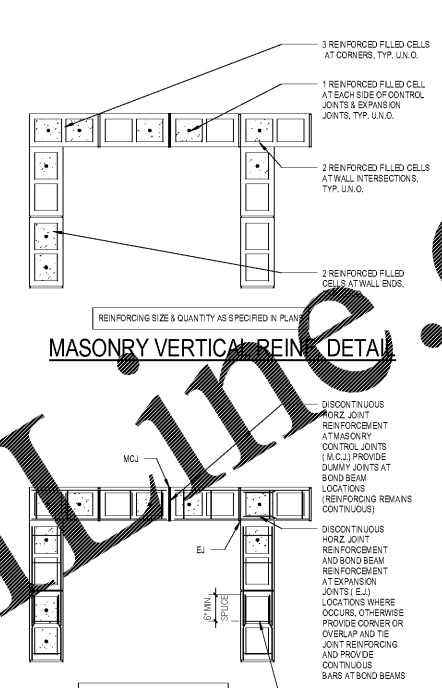 3 REINFORCED FILLED CELLS
AT CORNERS, TYP. U.N.O.
1 REINFORCED FILLED CELL
AT EACH SIDE OF CONTROL
JOINTS & EXPANSION
JOINTS, TYP. U.N.O.
2 REINFORCED FILLED CELLS
AT WALL INTERSECTIONS,
TYP. U.N.O.
2 REINFORCED FILLED
CELLS AT WALL ENDS,
REINFORCING SIZE & QUANTITY AS SPECIFIED IN PLANS
MASONRY VERTICAL REINF. DETAIL
DISCONTINUOUS
HORZ. JOINT
REINFORCEMENT
AT MASONRY
CONTROL JOINTS
( M.C.J.) PROVIDE
DUMMY JOINTS AT
BOND BEAM
LOCATIONS
(REINFORCING REMAINS
CONTINUOUS)
MCJ
EJ
DISCONTINUOUS
HORZ. JOINT
REINFORCEMENT
AND BOND BEAM
REINFORCEMENT
AT EXPANSION
JOINTS ( E.J.)
LOCATIONS WHERE
OCCURS, OTHERWISE
PROVIDE CORNER OR
OVERLAP AND TIE
JOINT REINFORCING
AND PROVIDE
CONTINUOUS
BARS AT BOND BEAMS
6" MIN.
SPLICE